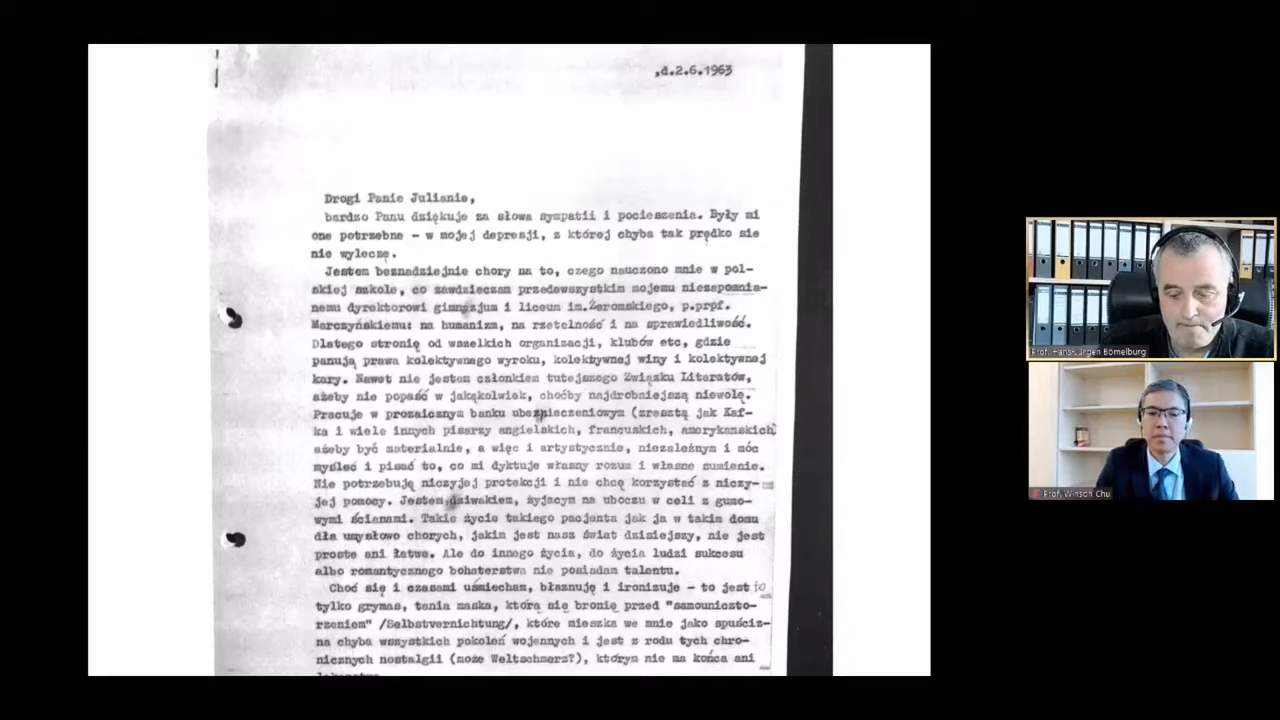 ,d.2.6.1963
Drogi Panie Julianie,
bardzo Panu dziękuje za słowa sympatii i pocieszenia. Były mi
one potrzebne - w mojej depresji, z której chyba tak prędko sie
nie wyleczę.
Jestem beznadziejnie chory na to, czego nauczono mnie w pol-
skiej szkole, co zawdzieczam przedewszystkim mojemu niezapomnia-
nemu dyrektorowi gimnazjum i liceum im.Żeromskiego, p.prof.
Marczyńskiemu: na humanizm, na rzetelność i na sprawiedliwość.
Dlatego stronię od wszelkich organizacji, klubów etc, gdzie
panują prawa kolektywnego wyroku, kolektywnej winy i kolektywnej
kary. Nawet nie jestem członkiem tutejszego Związku Literatów,
ażeby nie popaść w jakąkolwiek, choćby najdrobniejszą niewolę.
Pracuje w prozaicznym banku ubezpieczeniowym (zresztą jak Kaf-
ka i wiele innych pisarzy angielskich, francuskich, amerykanskich
ażeby być materialnie, a więc i artystycznie, niezależnym i móc
myśleć i pisać to, co mi dyktuje własny rozum i własne sumienie.
Nie potrzebuję niczyjej protekcji i nie chcę korzystać z niczy-
jej pomocy. Jestem dziwakiem, żyjacym na uboczu w celi z gumo-
wymi ścianami. Takie życie takiego pacjenta jak ja w takim domu
dla umysłowo chorych, jakim jest nasz świat dzisiejszy, nie jest
proste ani łatwe. Ale do innego życia, do życia ludzi sukcesu
albo romantycznego bohaterstwa nie posiadam talentu.
Choć się i czasami uśmiecham, błaznuję i ironizuje - to jest to
tylko grymas, tania maska, którą się bronię przed "samouniczto-
rzeniem" /Selbstvernichtung/, które mieszka we mnie jako spuściz-
na chyba wszystkich pokoleń wojennych i jest z rodu tych chro-
nicznych nostalgii (może Weltschmerz?), którym nie ma końca ani
Prof. Hans-Jürgen Bömelburg
Prof. Winson Chu